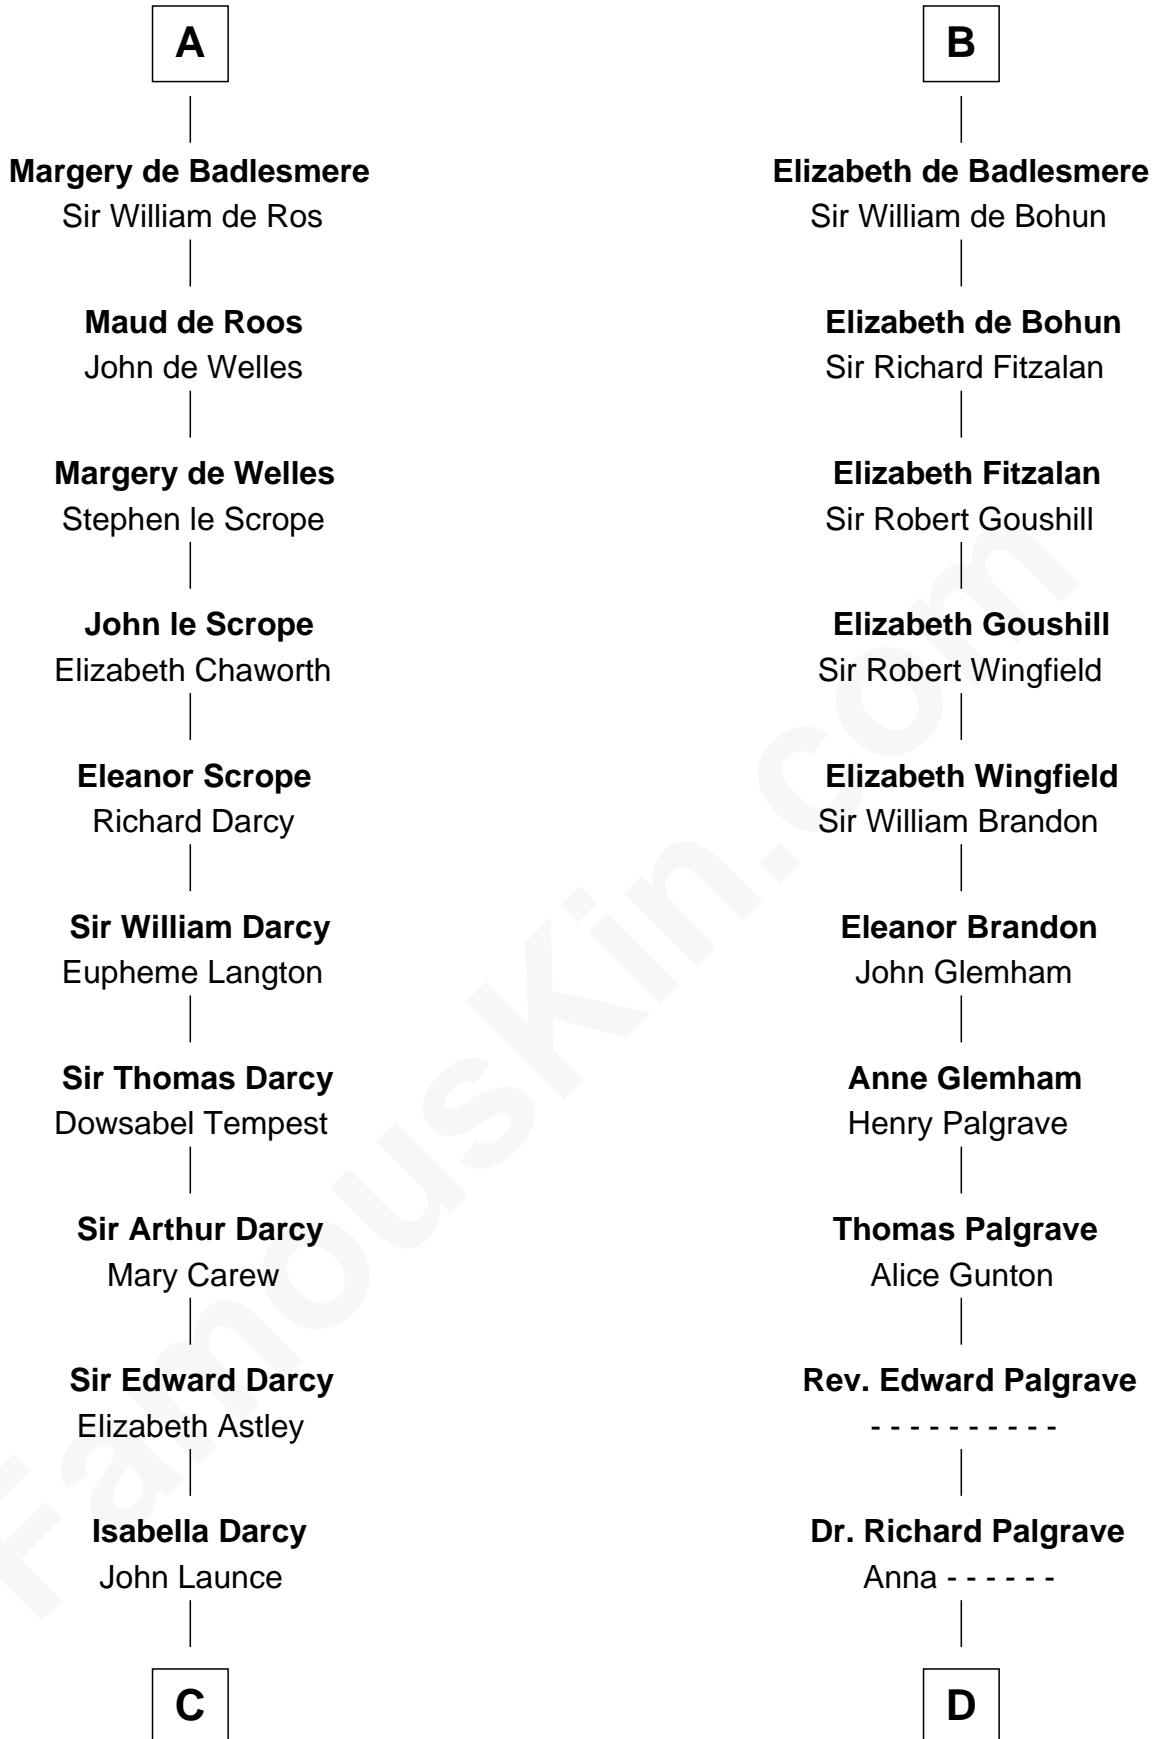 A
Margery de Badlesmere
Sir William de Ros
Maud de Roos
John de Welles
Margery de Welles
Stephen le Scrope
John le Scrope
Elizabeth Chaworth
Eleanor Scrope
Richard Darcy
Sir William Darcy
Eupheme Langton
Sir Thomas Darcy
Dowsabel Tempest
Sir Arthur Darcy
Mary Carew
Sir Edward Darcy
Elizabeth Astley
Isabella Darcy
John Launce
C
B
Elizabeth de Badlesmere
Sir William de Bohun
Elizabeth de Bohun
Sir Richard Fitzalan
Elizabeth Fitzalan
Sir Robert Goushill
Elizabeth Goushill
Sir Robert Wingfield
Elizabeth Wingfield
Sir William Brandon
Eleanor Brandon
John Glemham
Anne Glemham
Henry Palgrave
Thomas Palgrave
Alice Gunton
Rev. Edward Palgrave
- - - - - - - - - -
Dr. Richard Palgrave
Anna - - - - - -
D
FamousKin.com